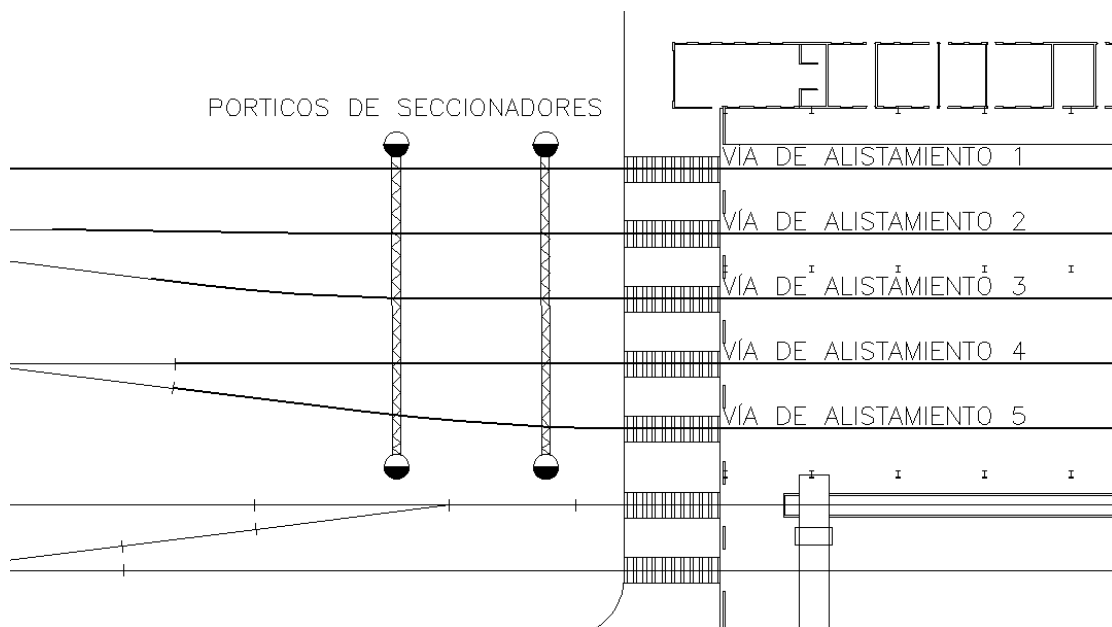 PORTICOS DE SECCIONADORES
VÍA DE ALISTAMIENTO 1
VÍA DE ALISTAMIENTO 2
VÍA DE ALISTAMIENTO 3
VÍA DE ALISTAMIENTO 4
VÍA DE ALISTAMIENTO 5